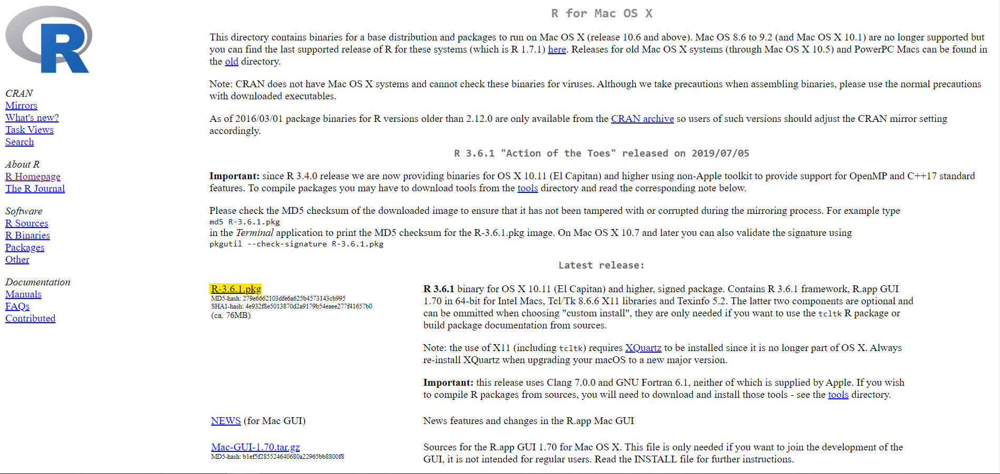 R
CRAN
Mirrors
What's new?
Task Views
Search
About R
R Homepage
The R Journal
Software
R Sources
R Binaries
Packages
Other
Documentation
Manuals
FAQs
Contributed
R for Mac OS X
This directory contains binaries for a base distribution and packages to run on Mac OS X (release 10.6 and above). Mac OS 8.6 to 9.2 (and Mac OS X 10.1) are no longer supported but
you can find the last supported release of R for these systems (which is R 1.7.1) here. Releases for old Mac OS X systems (through Mac OS X 10.5) and PowerPC Macs can be found in
the old directory.
Note: CRAN does not have Mac OS X systems and cannot check these binaries for viruses. Although we take precautions when assembling binaries, please use the normal precautions
with downloaded executables.
As of 2016/03/01 package binaries for R versions older than 2.12.0 are only available from the CRAN archive so users of such versions should adjust the CRAN mirror setting
accordingly.
R 3.6.1 "Action of the Toes" released on 2019/07/05
Important: since R 3.4.0 release we are now providing binaries for OS X 10.11 (El Capitan) and higher using non-Apple toolkit to provide support for OpenMP and C++17 standard
features. To compile packages you may have to download tools from the tools directory and read the corresponding note below.
Please check the MD5 checksum of the downloaded image to ensure that it has not been tampered with or corrupted during the mirroring process. For example type
md5 R-3.6.1.pkg
in the Terminal application to print the MD5 checksum for the R-3.6.1.pkg image. On Mac OS X 10.7 and later you can also validate the signature using
pkgutil --check-signature R-3.6.1.pkg
Latest release:
R-3.6.1.pkg
MD5-hash: 279e6662103dfe6a625b4573143cb995
SHA1-hash: 4e932f8e5013870d2a9179b54eaee277f41657b0
(ca. 76MB)
R 3.6.1 binary for OS X 10.11 (El Capitan) and higher, signed package. Contains R 3.6.1 framework, R.app GUI
1.70 in 64-bit for Intel Macs, Tcl/Tk 8.6.6 X11 libraries and Texinfo 5.2. The latter two components are optional and
can be ommitted when choosing "custom install", they are only needed if you want to use the tcltk R package or
build package documentation from sources.
Note: the use of X11 (including tcltk) requires XQuartz to be installed since it is no longer part of OS X. Always
re-install XQuartz when upgrading your macOS to a new major version.
Important: this release uses Clang 7.0.0 and GNU Fortran 6.1, neither of which is supplied by Apple. If you wish
to compile R packages from sources, you will need to download and install those tools - see the tools directory.
NEWS (for Mac GUI)
News features and changes in the R.app Mac GUI
Mac-GUI-1.70.tar.gz
MD5-hash: b1ef5f285524640680a22965bb8800f8
Sources for the R.app GUI 1.70 for Mac OS X. This file is only needed if you want to join the development of the
GUI, it is not intended for regular users. Read the INSTALL file for further instructions.